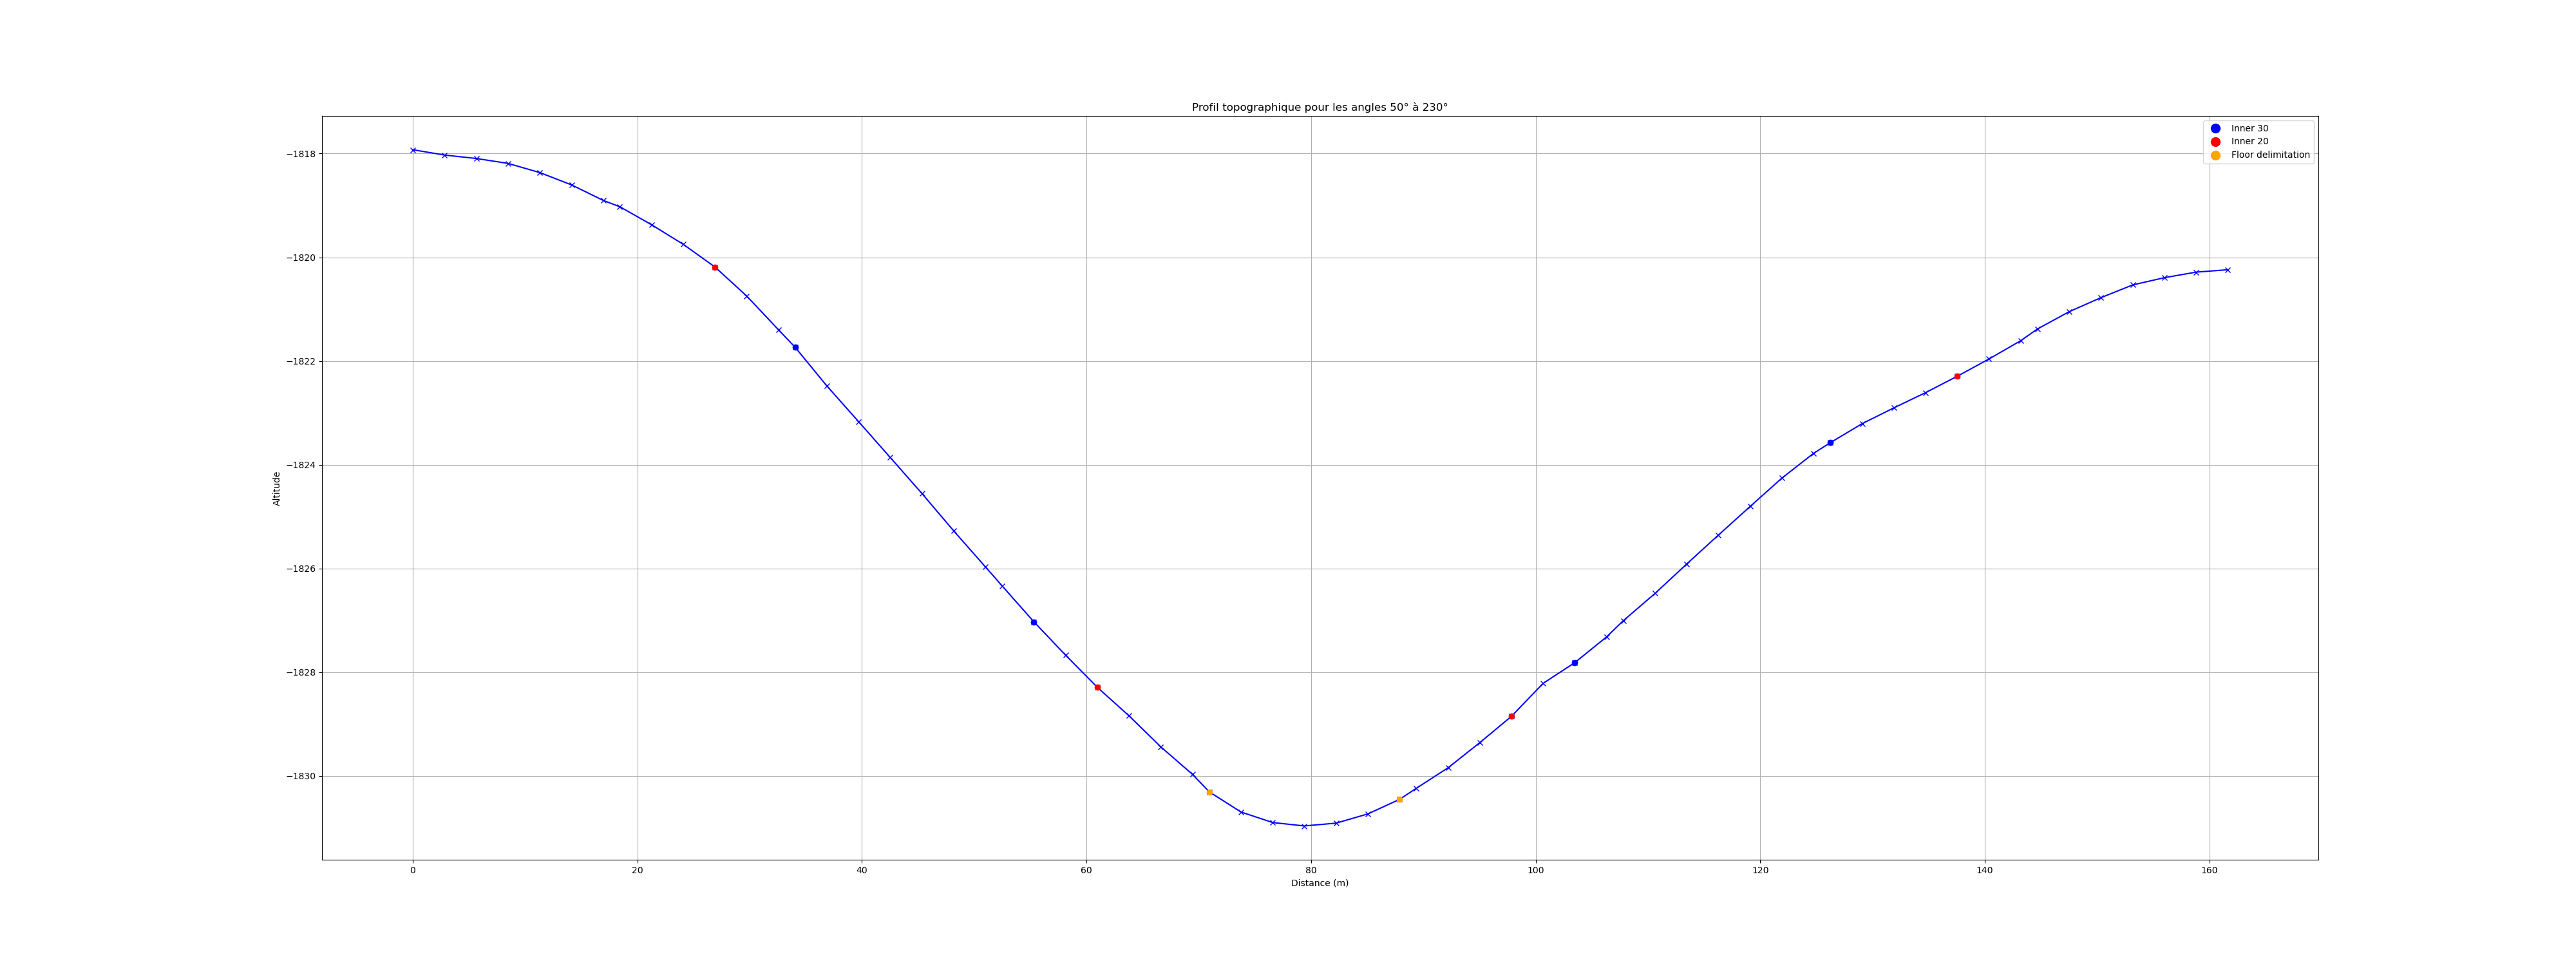 Profil topographique pour les angles 50° à 230°
Inner 30
Inner 20
Floor delimitation
Altitude
−1818
−1820
−1822
−1824
−1826
−1828
−1830
0 20 40 60 80 100 120 140 160
Distance (m)